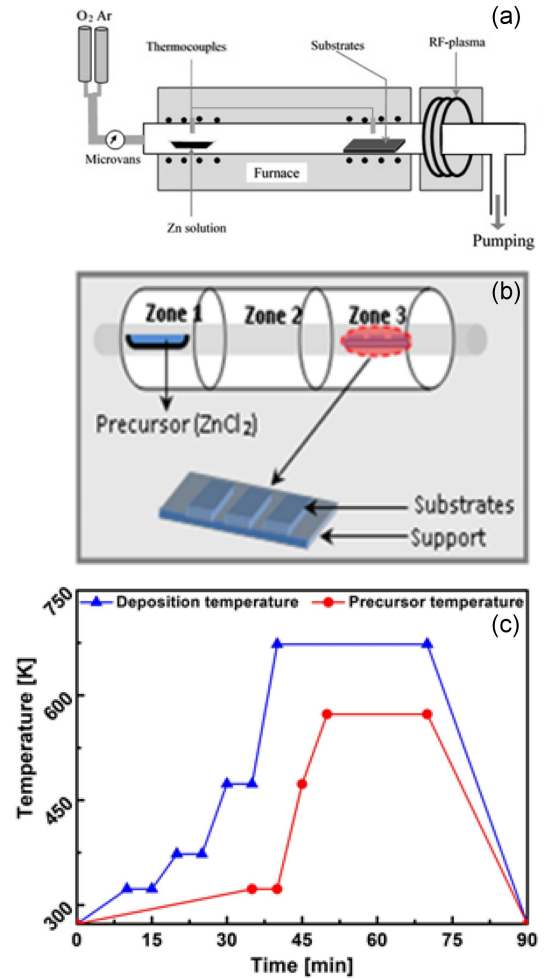 (a)
O2 Ar
Thermocouples
Substrates
RF-plasma
Microvans
Furnace
Zn solution
Pumping
(b)
Zone 1
Zone 2
Zone 3
Precursor (ZnCl2)
Substrates
Support
(c)
Deposition temperature
Precursor temperature
Temperature [K]
750
600
450
300
0 15 30 45 60 75 90
Time [min]